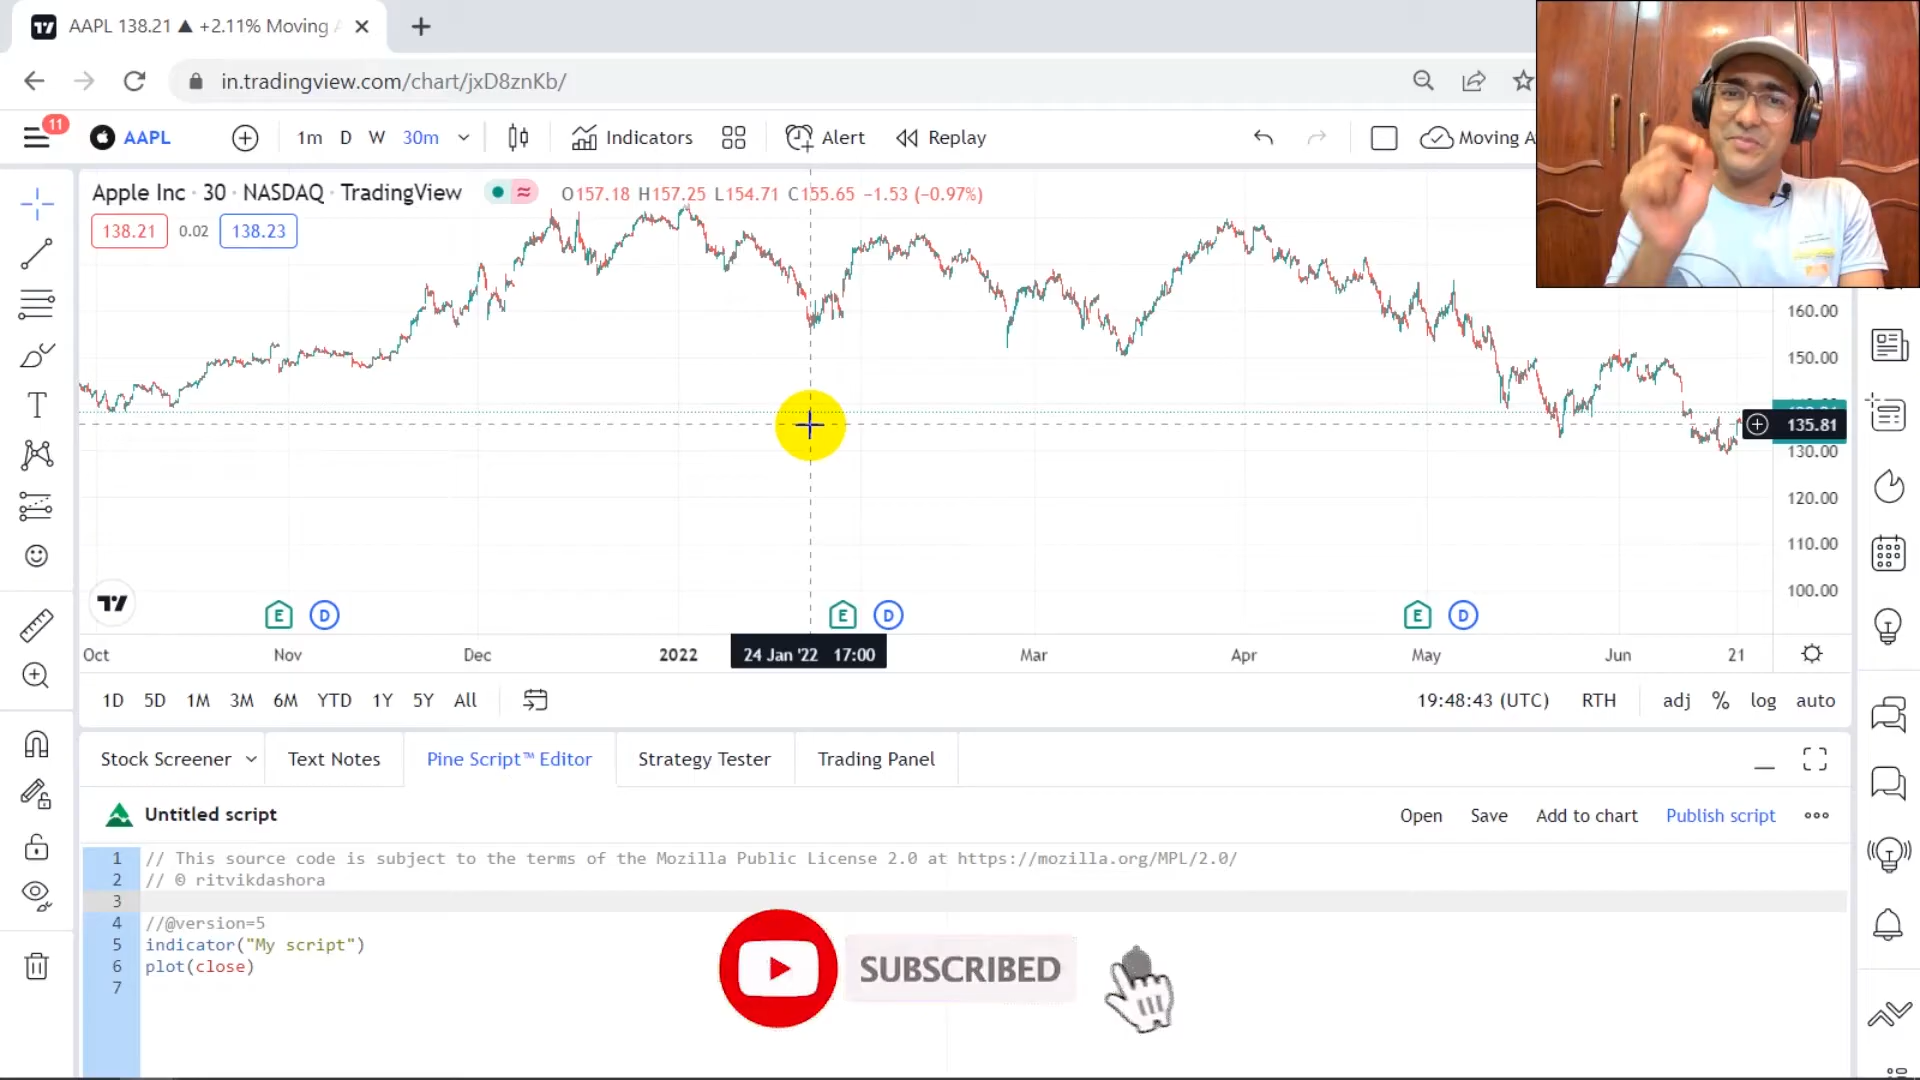 AAPL 138.21 ▲ +2.11% Moving
in.tradingview.com/chart/jxD8znKb/
11
AAPL
1m D W 30m
Indicators
Alert
Replay
Moving A
Apple Inc · 30 · NASDAQ · TradingView
O157.18 H157.25 L154.71 C155.65 −1.53 (−0.97%)
138.21 0.02 138.23
160.00
150.00
135.81
130.00
120.00
110.00
100.00
E D E D E D
Oct Nov Dec 2022 24 Jan '22 17:00 Mar Apr May Jun 21
1D 5D 1M 3M 6M YTD 1Y 5Y All
19:48:43 (UTC) RTH adj % log auto
Stock Screener Text Notes Pine Script™ Editor Strategy Tester Trading Panel
Untitled script
Open Save Add to chart Publish script
1 // This source code is subject to the terms of the Mozilla Public License 2.0 at https://mozilla.org/MPL/2.0/
2 // © ritvikdashora
3
4 //@version=5
5 indicator("My script")
6 plot(close)
7
SUBSCRIBED